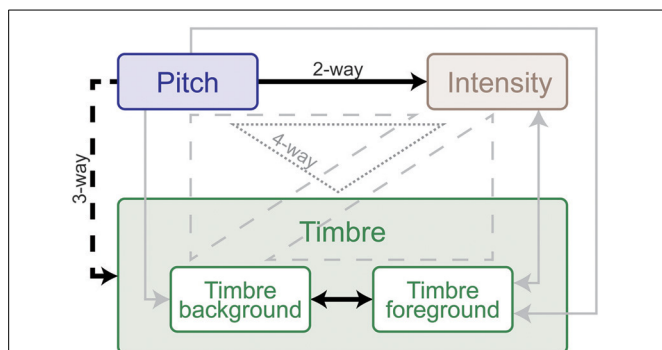 Pitch
2-way
Intensity
3-way
4-way
Timbre
Timbre
background
Timbre
foreground